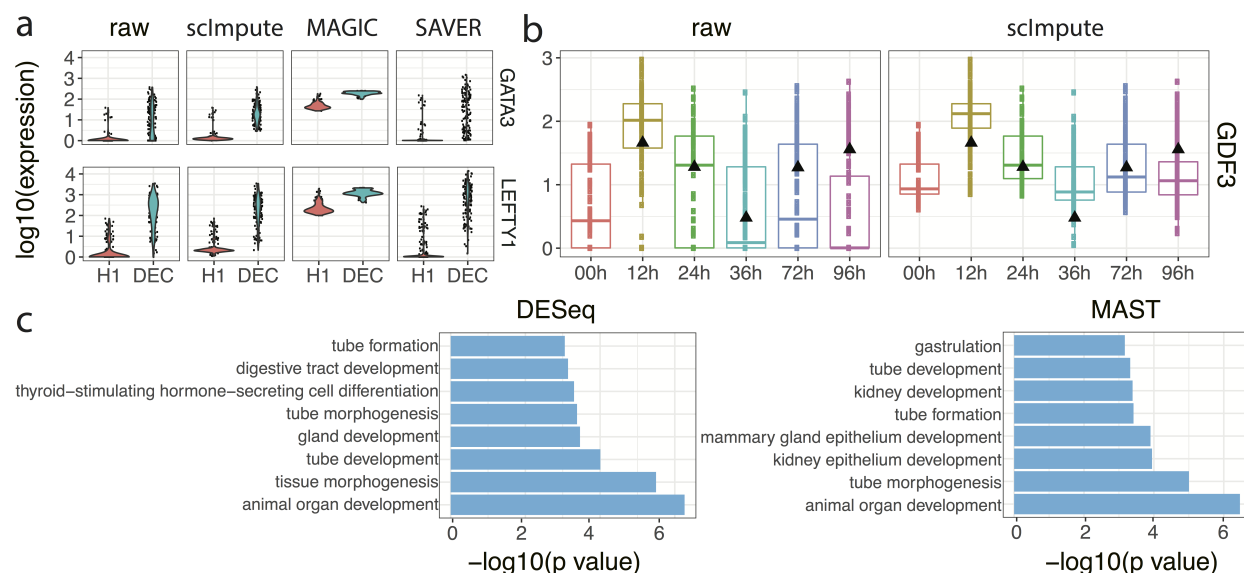 a
raw scImpute MAGIC SAVER
log10(expression)
4
3
2
1
0
GATA3
4
3
2
1
0
LEFTY1
H1 DEC H1 DEC H1 DEC H1 DEC
b
raw scImpute
3
2
1
0
GDF3
00h 12h 24h 36h 72h 96h 00h 12h 24h 36h 72h 96h
c
DESeq
tube formation
digestive tract development
thyroid−stimulating hormone−secreting cell differentiation
tube morphogenesis
gland development
tube development
tissue morphogenesis
animal organ development
0 2 4 6
−log10(p value)
MAST
gastrulation
tube development
kidney development
tube formation
mammary gland epithelium development
kidney epithelium development
tube morphogenesis
animal organ development
0 2 4 6
−log10(p value)